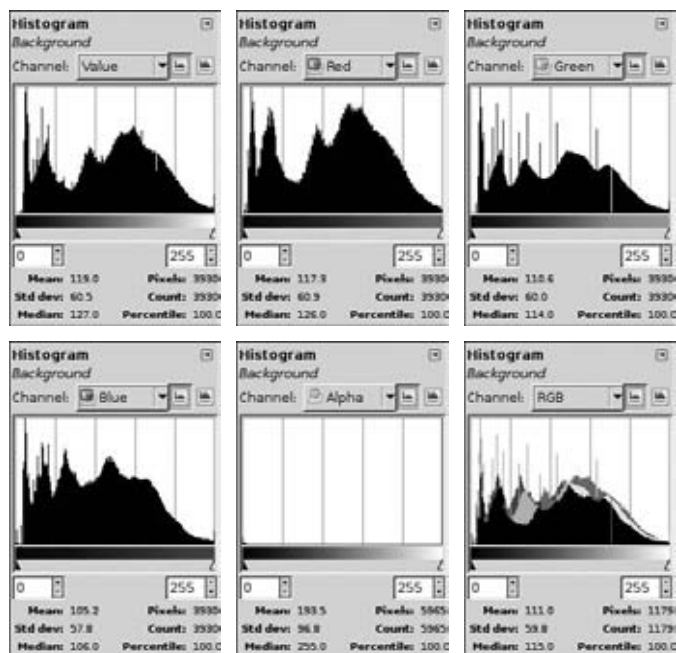 Histogram
Background
Channel: Value
0 255
Mean: 119.0 Pixels: 3930
Std dev: 60.5 Count: 3930
Median: 127.0 Percentile: 100.0
Histogram
Background
Channel: Red
0 255
Mean: 117.3 Pixels: 3930
Std dev: 60.9 Count: 3930
Median: 126.0 Percentile: 100.0
Histogram
Background
Channel: Green
0 255
Mean: 110.6 Pixels: 3930
Std dev: 60.0 Count: 3930
Median: 114.0 Percentile: 100.0
Histogram
Background
Channel: Blue
0 255
Mean: 105.2 Pixels: 3930
Std dev: 57.8 Count: 3930
Median: 106.0 Percentile: 100.0
Histogram
Background
Channel: Alpha
0 255
Mean: 193.5 Pixels: 5965
Std dev: 96.8 Count: 5965
Median: 255.0 Percentile: 100.0
Histogram
Background
Channel: RGB
0 255
Mean: 111.0 Pixels: 1179
Std dev: 59.8 Count: 1179
Median: 115.0 Percentile: 100.0